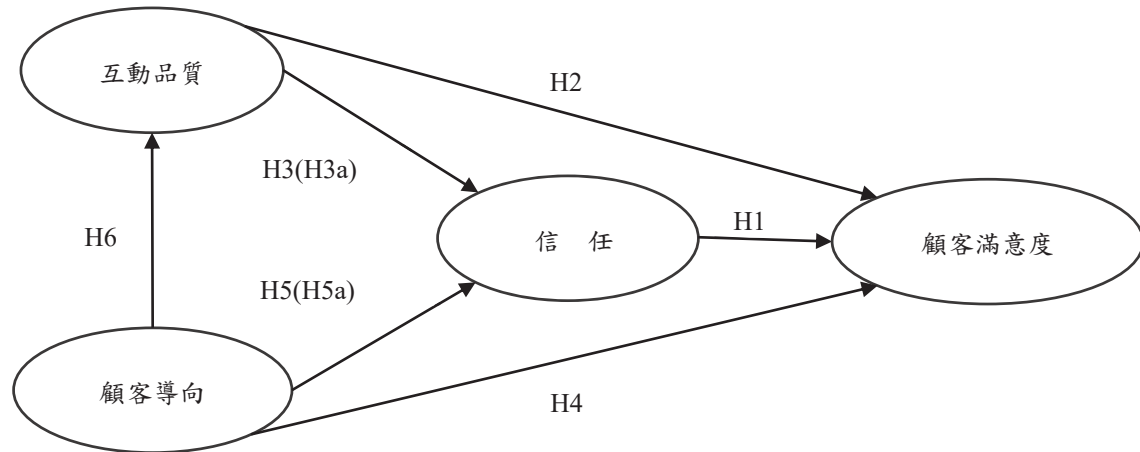 互動品質
H2
H3(H3a)
信 任
H1
顧客滿意度
H6
H5(H5a)
顧客導向
H4